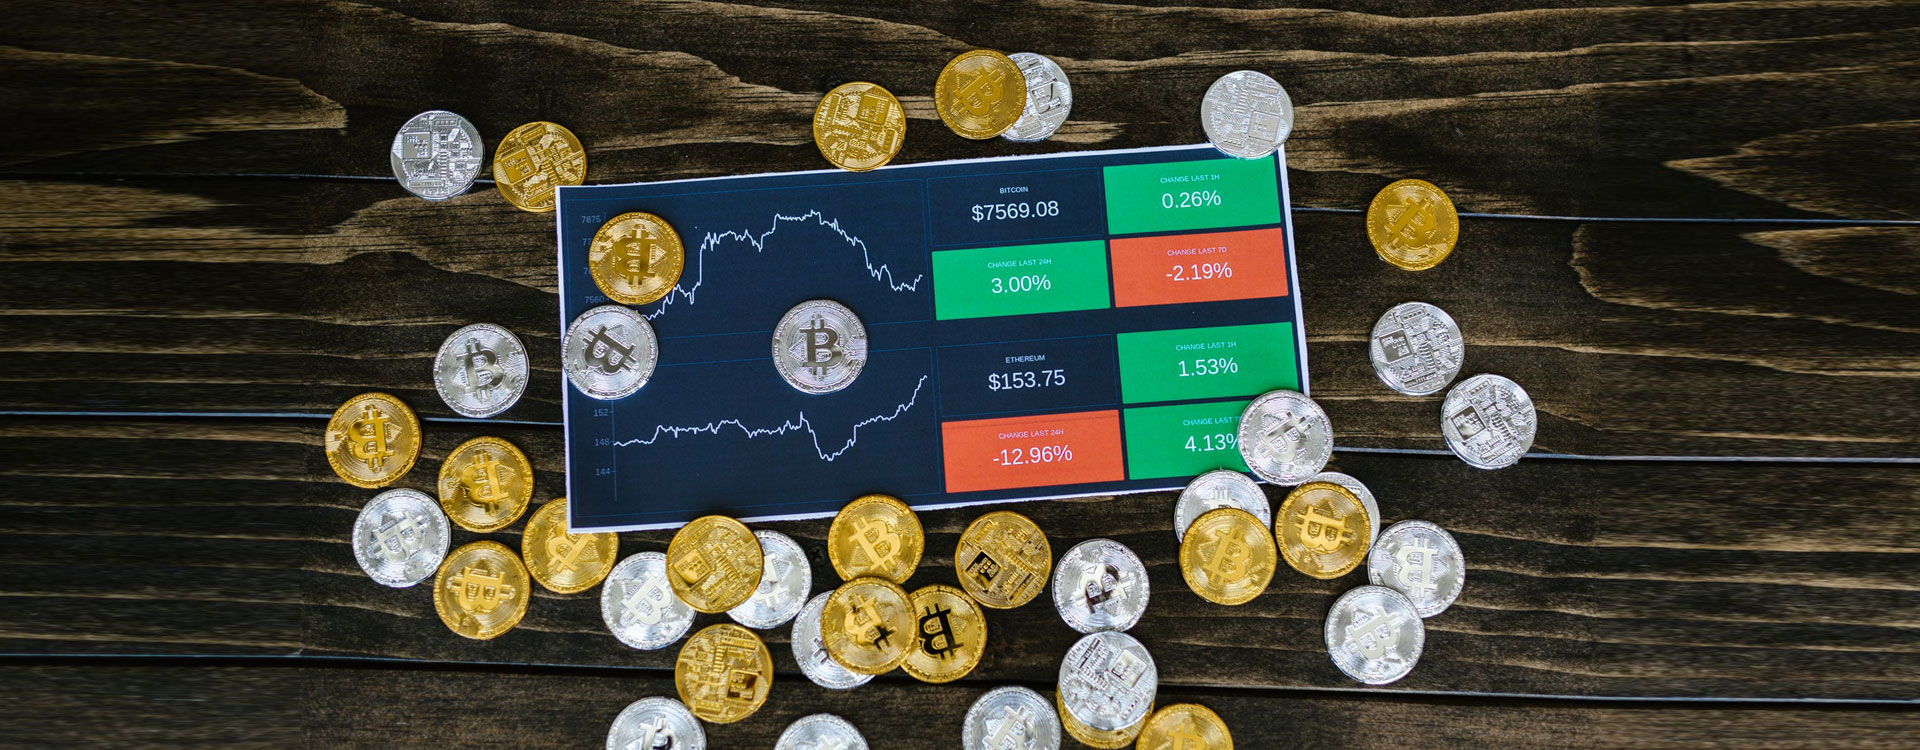 7875
BITCOIN
$7569.08
CHANGE LAST 1H
0.26%
CHANGE LAST 24H
3.00%
CHANGE LAST 7D
-2.19%
7560
ETHEREUM
$153.75
CHANGE LAST 1H
1.53%
152
148
144
CHANGE LAST 24H
-12.96%
CHANGE LAST
4.13%